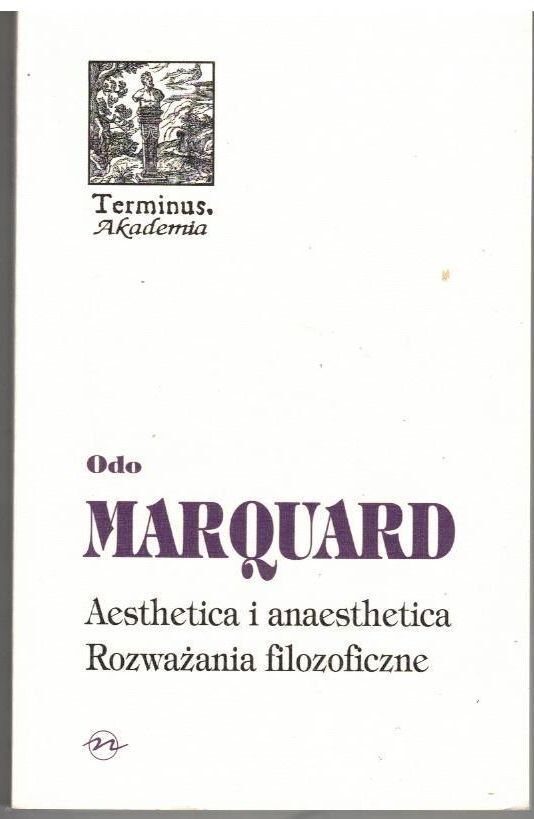 Terminus.
Akademia
Odo
MARQUARD
Aesthetica i anaesthetica
Rozważania filozoficzne